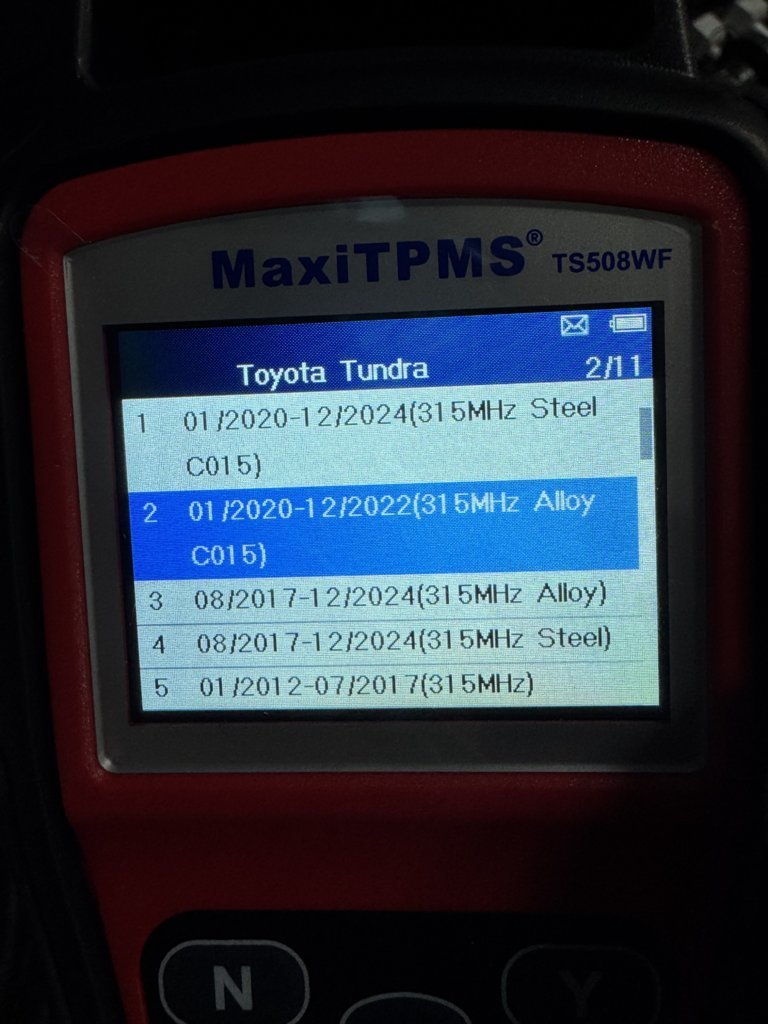 MaxiTPMS® TS508WF
Toyota Tundra 2/11
1 01/2020-12/2024(315MHz Steel
C015)
2 01/2020-12/2022(315MHz Alloy
C015)
3 08/2017-12/2024(315MHz Alloy)
4 08/2017-12/2024(315MHz Steel)
5 01/2012-07/2017(315MHz)
N Y